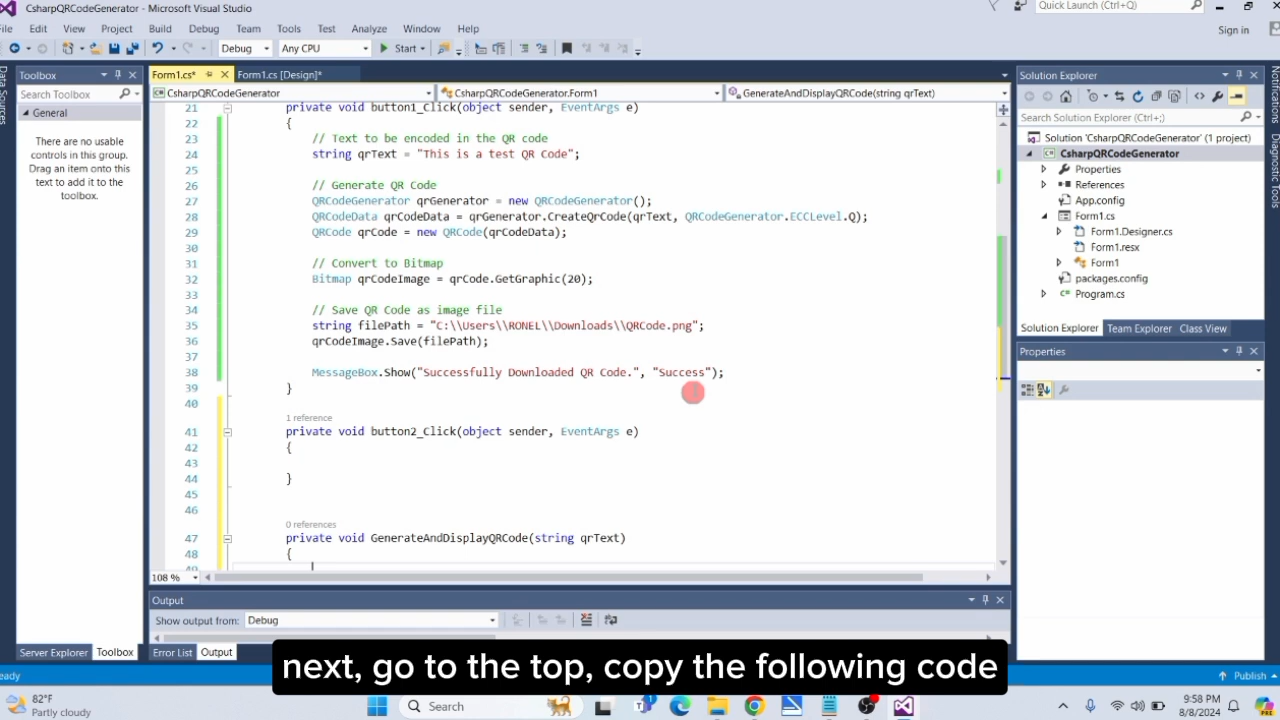 CsharpQRCodeGenerator - Microsoft Visual Studio
Quick Launch (Ctrl+Q)
File Edit View Project Build Debug Team Tools Test Analyze Window Help
Sign in
Debug Any CPU Start
Data Sources
Toolbox
Search Toolbox
General
There are no usable
controls in this group.
Drag an item onto this
text to add it to the
toolbox.
Form1.cs* Form1.cs [Design]*
CsharpQRCodeGenerator CsharpQRCodeGenerator.Form1 GenerateAndDisplayQRCode(string qrText)
21 private void button1_Click(object sender, EventArgs e)
22 {
23 // Text to be encoded in the QR code
24 string qrText = "This is a test QR Code";
25
26 // Generate QR Code
27 QRCodeGenerator qrGenerator = new QRCodeGenerator();
28 QRCodeData qrCodeData = qrGenerator.CreateQrCode(qrText, QRCodeGenerator.ECCLevel.Q);
29 QRCode qrCode = new QRCode(qrCodeData);
30
31 // Convert to Bitmap
32 Bitmap qrCodeImage = qrCode.GetGraphic(20);
33
34 // Save QR Code as image file
35 string filePath = "C:\\Users\\RONEL\\Downloads\\QRCode.png";
36 qrCodeImage.Save(filePath);
37
38 MessageBox.Show("Successfully Downloaded QR Code.", "Success");
39 }
40
1 reference
41 private void button2_Click(object sender, EventArgs e)
42 {
43
44 }
45
46
0 references
47 private void GenerateAndDisplayQRCode(string qrText)
48 {
49
108 %
Output
Show output from: Debug
Server Explorer Toolbox
Error List Output
Solution Explorer
Search Solution Explorer (Ctrl+;)
Solution 'CsharpQRCodeGenerator' (1 project)
CsharpQRCodeGenerator
Properties
References
App.config
Form1.cs
Form1.Designer.cs
Form1.resx
Form1
packages.config
Program.cs
Solution Explorer Team Explorer Class View
Properties
Notifications
Diagnostic Tools
next, go to the top, copy the following code
eady
Publish
82°F
Partly cloudy
Search
9:58 PM
8/8/2024